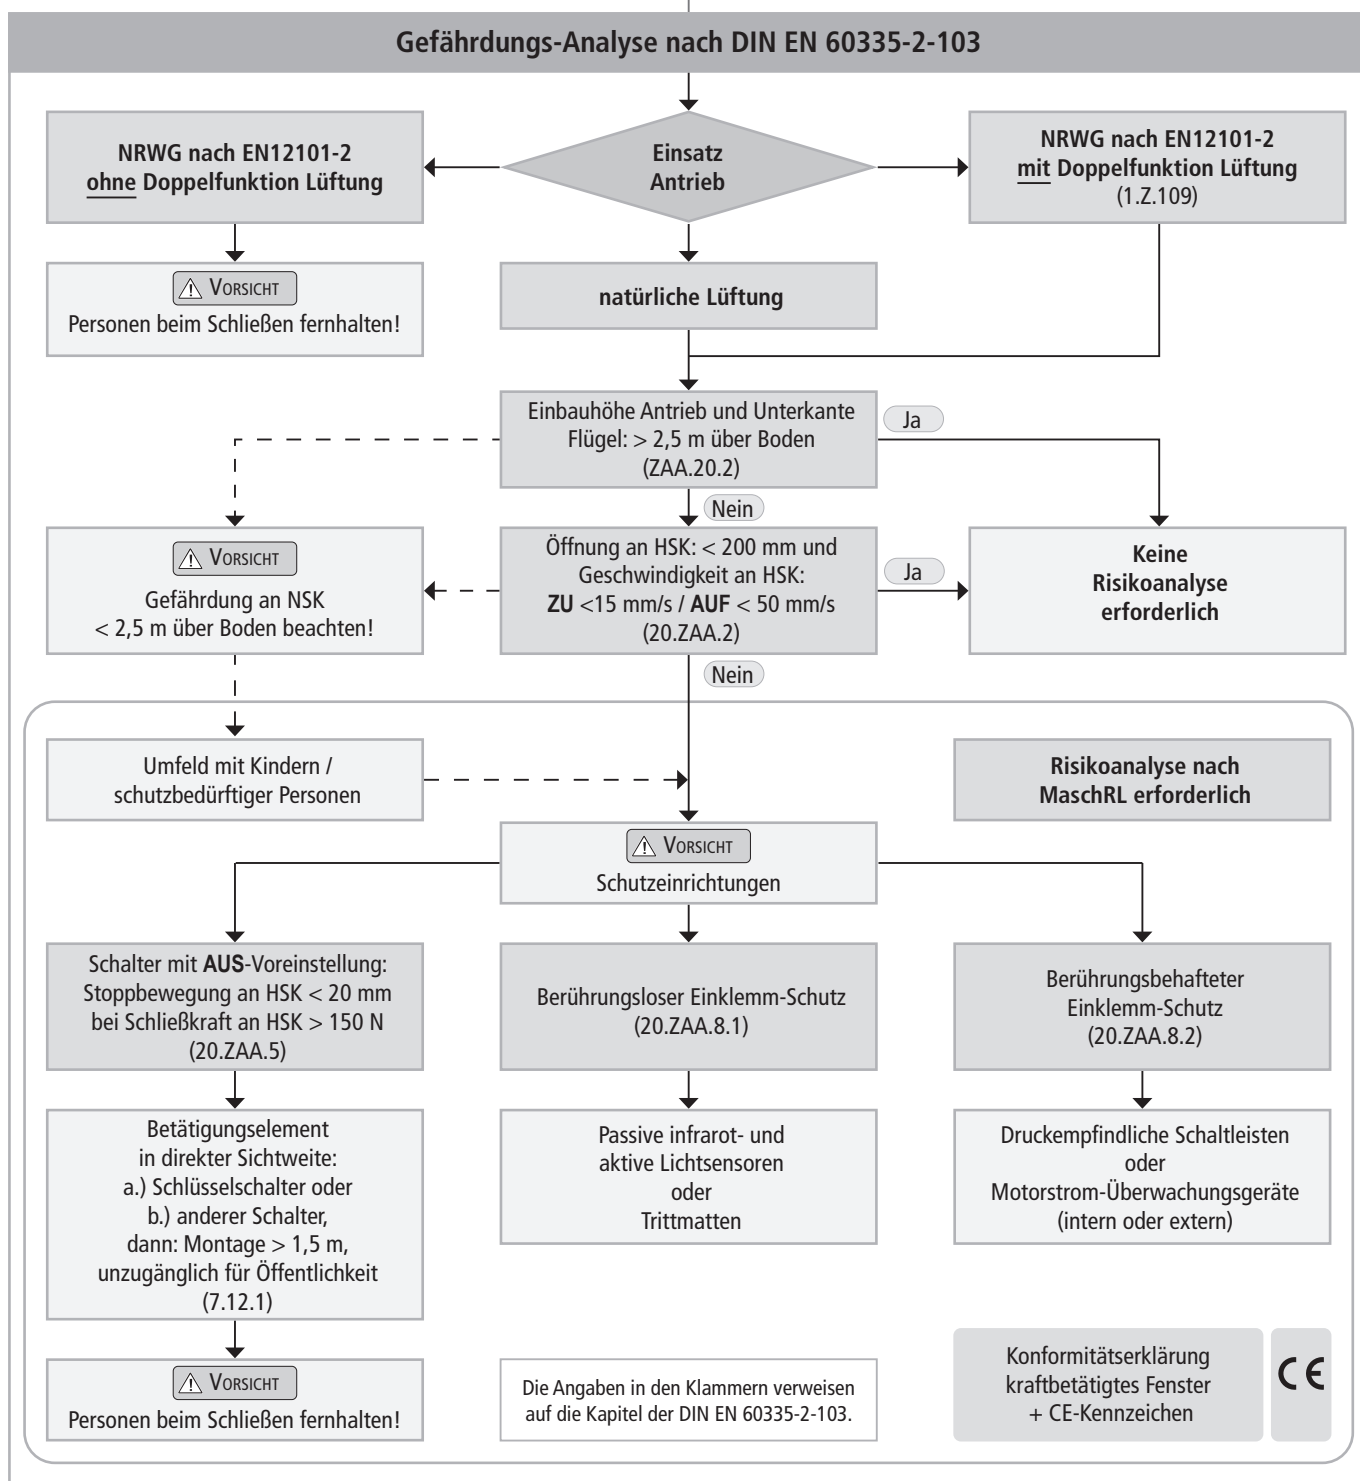 Gefährdungs-Analyse nach DIN EN 60335-2-103
NRWG nach EN12101-2
ohne Doppelfunktion Lüftung
Einsatz
Antrieb
NRWG nach EN12101-2
mit Doppelfunktion Lüftung
(1.Z.109)
VORSICHT
Personen beim Schließen fernhalten!
natürliche Lüftung
Einbauhöhe Antrieb und Unterkante
Flügel: > 2,5 m über Boden
(ZAA.20.2)
Ja
Nein
VORSICHT
Gefährdung an NSK
< 2,5 m über Boden beachten!
Öffnung an HSK: < 200 mm und
Geschwindigkeit an HSK:
ZU <15 mm/s / AUF < 50 mm/s
(20.ZAA.2)
Ja
Keine
Risikoanalyse
erforderlich
Nein
Umfeld mit Kindern /
schutzbedürftiger Personen
Risikoanalyse nach
MaschRL erforderlich
VORSICHT
Schutzeinrichtungen
Schalter mit AUS-Voreinstellung:
Stoppbewegung an HSK < 20 mm
bei Schließkraft an HSK > 150 N
(20.ZAA.5)
Berührungsloser Einklemm-Schutz
(20.ZAA.8.1)
Berührungsbehafteter
Einklemm-Schutz
(20.ZAA.8.2)
Betätigungselement
in direkter Sichtweite:
a.) Schlüsselschalter oder
b.) anderer Schalter,
dann: Montage > 1,5 m,
unzugänglich für Öffentlichkeit
(7.12.1)
Passive infrarot- und
aktive Lichtsensoren
oder
Trittmatten
Druckempfindliche Schaltleisten
oder
Motorstrom-Überwachungsgeräte
(intern oder extern)
VORSICHT
Personen beim Schließen fernhalten!
Die Angaben in den Klammern verweisen
auf die Kapitel der DIN EN 60335-2-103.
Konformitätserklärung
kraftbetätigtes Fenster
+ CE-Kennzeichen
CE